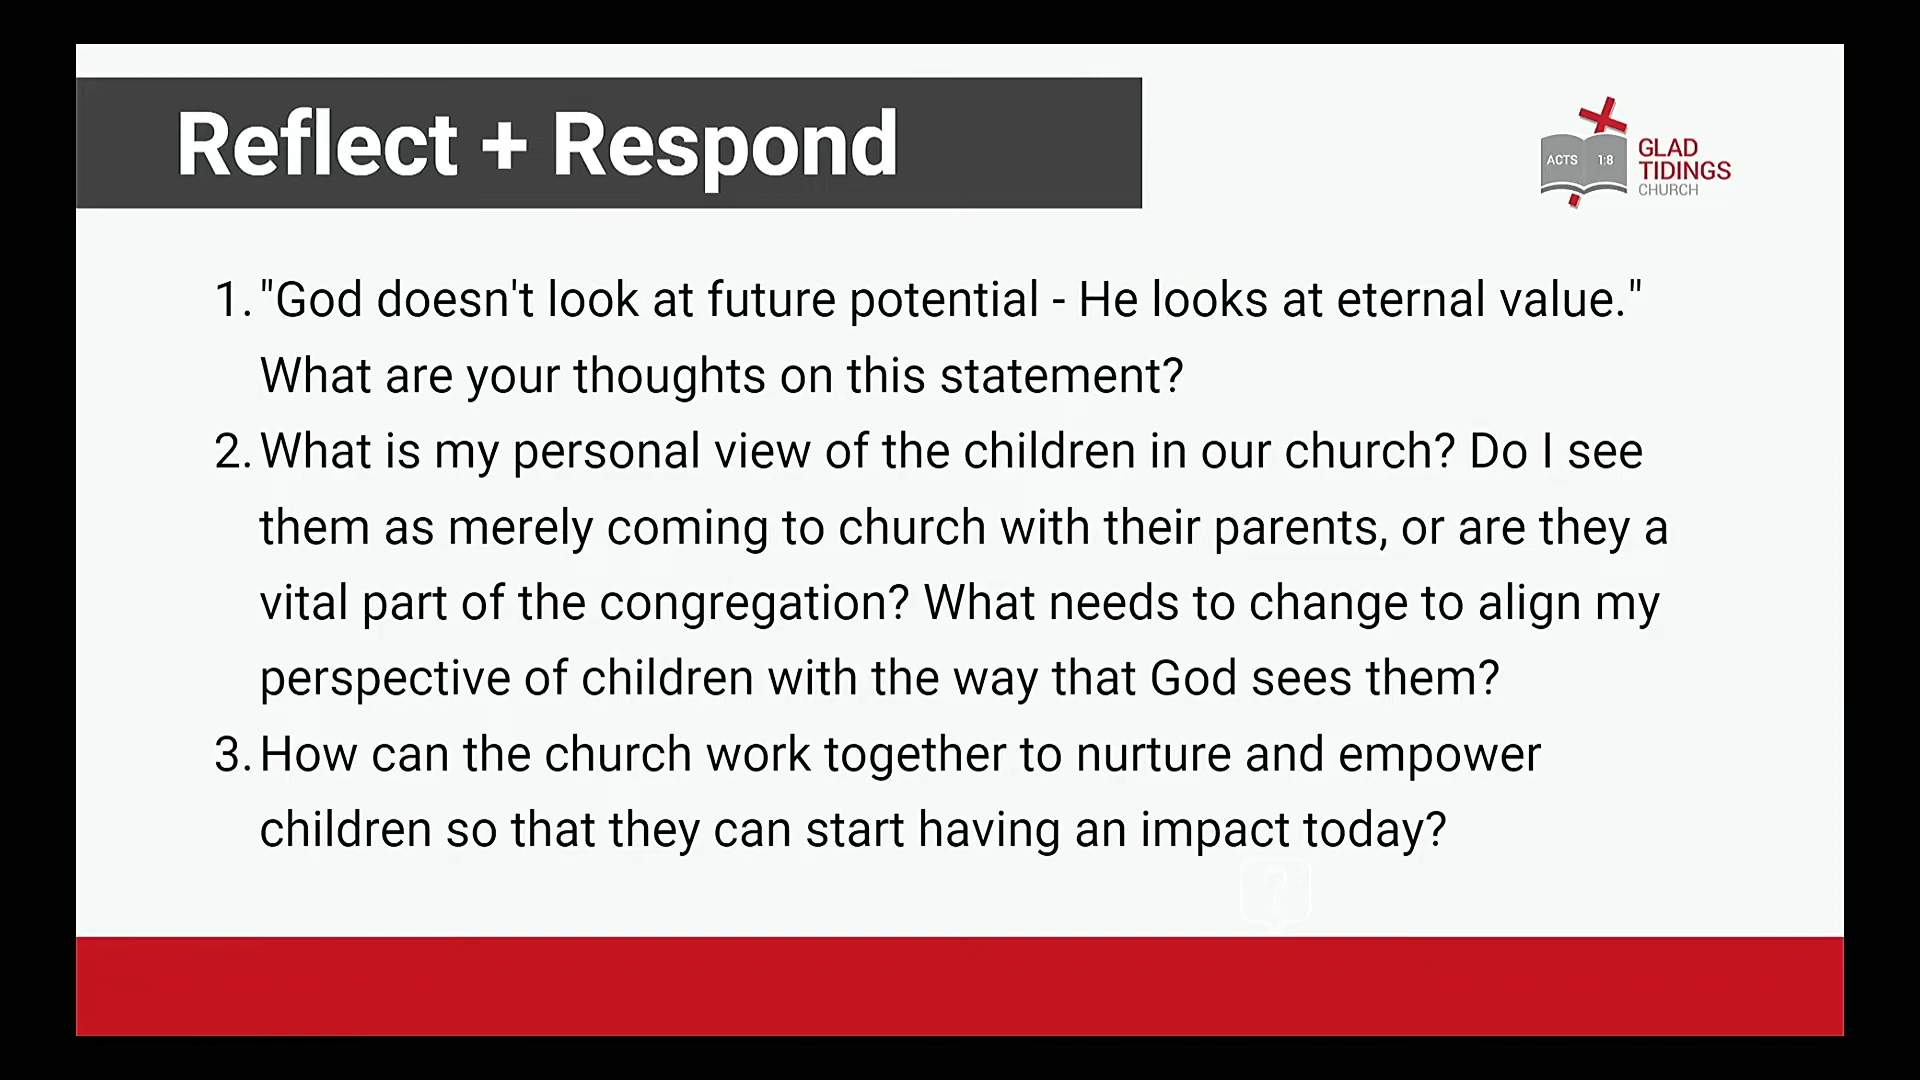 Reflect + Respond
ACTS 1:8
GLAD
TIDINGS
CHURCH
1. "God doesn't look at future potential - He looks at eternal value."
What are your thoughts on this statement?
2. What is my personal view of the children in our church? Do I see
them as merely coming to church with their parents, or are they a
vital part of the congregation? What needs to change to align my
perspective of children with the way that God sees them?
3. How can the church work together to nurture and empower
children so that they can start having an impact today?
?